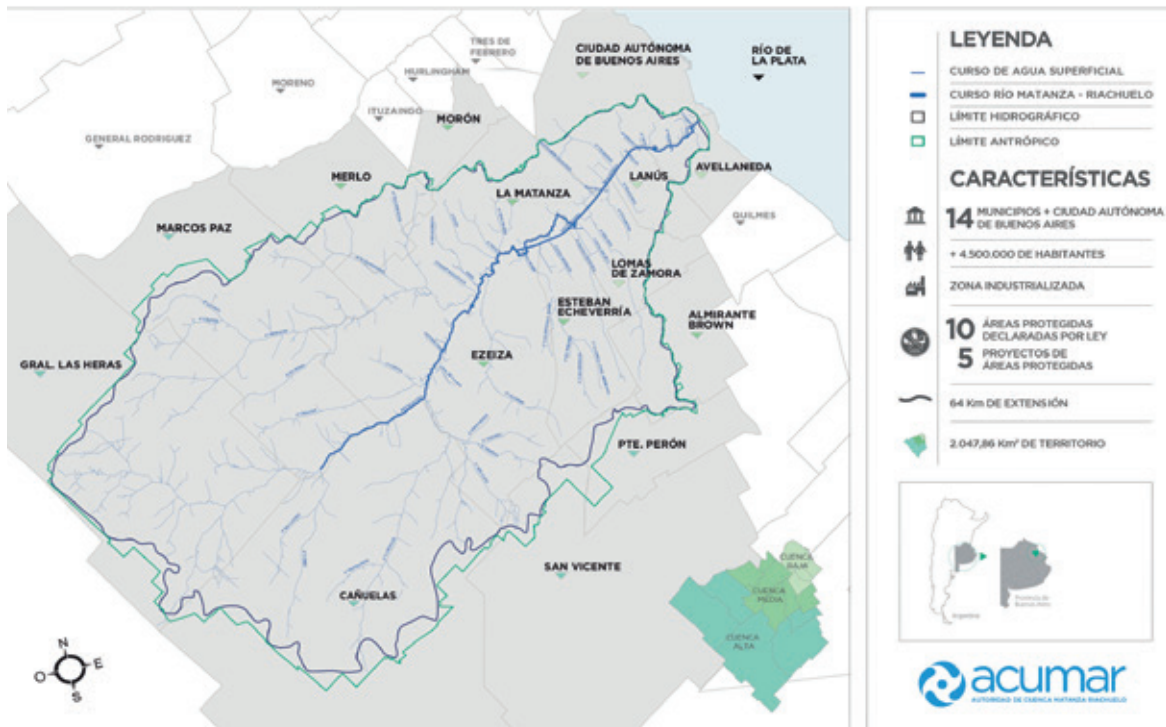 TRES DE
FEBRERO
CIUDAD AUTÓNOMA
DE BUENOS AIRES
RÍO DE
LA PLATA
HURLINGHAM
MORENO
ITUZAINGO
MORÓN
GENERAL RODRIGUEZ
MERLO
LA MATANZA
LANÚS
AVELLANEDA
QUILMES
MARCOS PAZ
LOMAS
DE ZAMORA
ESTEBAN
ECHEVERRÍA
ALMIRANTE
BROWN
EZEIZA
GRAL. LAS HERAS
PTE. PERÓN
SAN VICENTE
CAÑUELAS
CUENCA
BAJA
CUENCA
MEDIA
CUENCA
ALTA
N
O
E
S
LEYENDA
CURSO DE AGUA SUPERFICIAL
CURSO RÍO MATANZA - RIACHUELO
LÍMITE HIDROGRÁFICO
LÍMITE ANTRÓPICO
CARACTERÍSTICAS
14 MUNICIPIOS + CIUDAD AUTÓNOMA
DE BUENOS AIRES
+ 4.500.000 DE HABITANTES
ZONA INDUSTRIALIZADA
10 ÁREAS PROTEGIDAS
DECLARADAS POR LEY
5 PROYECTOS DE
ÁREAS PROTEGIDAS
64 Km DE EXTENSIÓN
2.047,86 Km² DE TERRITORIO
Argentina
Provincia de
Buenos Aires
acumar
AUTORIDAD DE CUENCA MATANZA RIACHUELO